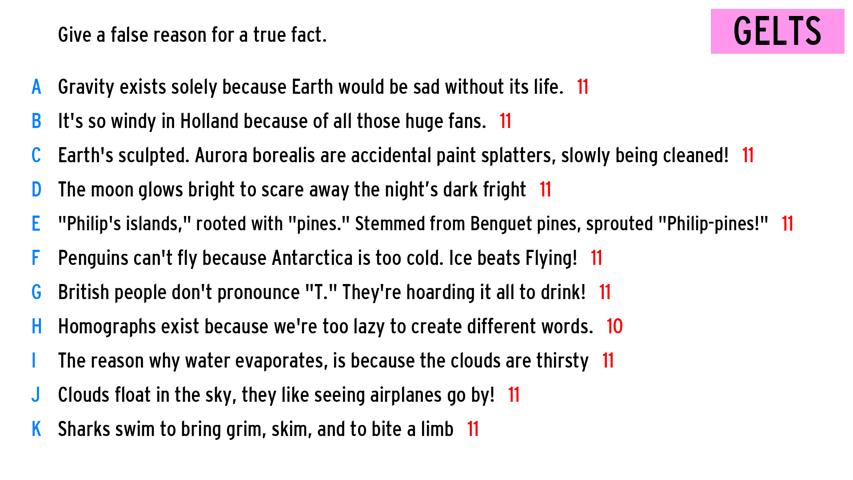 Give a false reason for a true fact.
GELTS
A Gravity exists solely because Earth would be sad without its life. 11
B It's so windy in Holland because of all those huge fans. 11
C Earth's sculpted. Aurora borealis are accidental paint splatters, slowly being cleaned! 11
D The moon glows bright to scare away the night’s dark fright 11
E "Philip's islands," rooted with "pines." Stemmed from Benguet pines, sprouted "Philip-pines!" 11
F Penguins can't fly because Antarctica is too cold. Ice beats Flying! 11
G British people don't pronounce "T." They're hoarding it all to drink! 11
H Homographs exist because we're too lazy to create different words. 10
I The reason why water evaporates, is because the clouds are thirsty 11
J Clouds float in the sky, they like seeing airplanes go by! 11
K Sharks swim to bring grim, skim, and to bite a limb 11